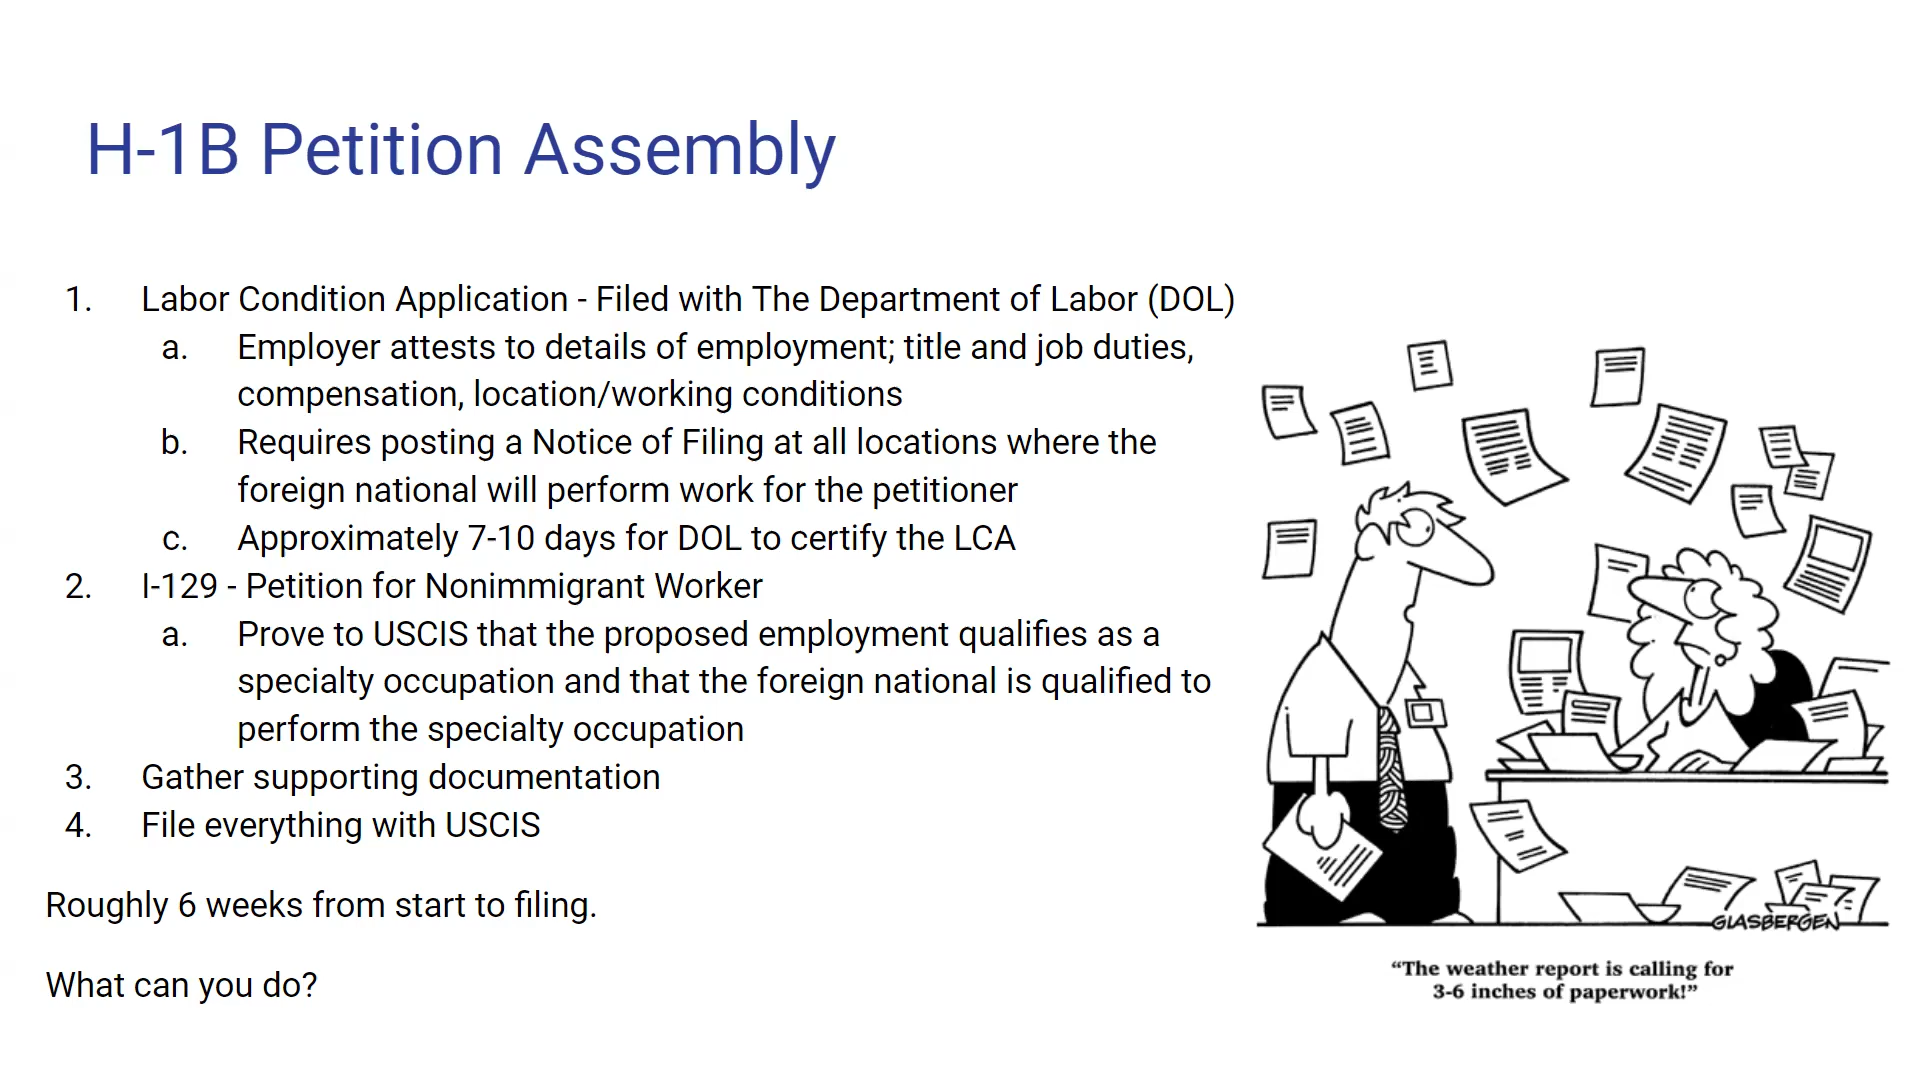 H-1B Petition Assembly
1. Labor Condition Application - Filed with The Department of Labor (DOL)
a. Employer attests to details of employment; title and job duties,
compensation, location/working conditions
b. Requires posting a Notice of Filing at all locations where the
foreign national will perform work for the petitioner
c. Approximately 7-10 days for DOL to certify the LCA
2. I-129 - Petition for Nonimmigrant Worker
a. Prove to USCIS that the proposed employment qualifies as a
specialty occupation and that the foreign national is qualified to
perform the specialty occupation
3. Gather supporting documentation
4. File everything with USCIS
Roughly 6 weeks from start to filing.
What can you do?
GLASBERGEN
“The weather report is calling for
3-6 inches of paperwork!”